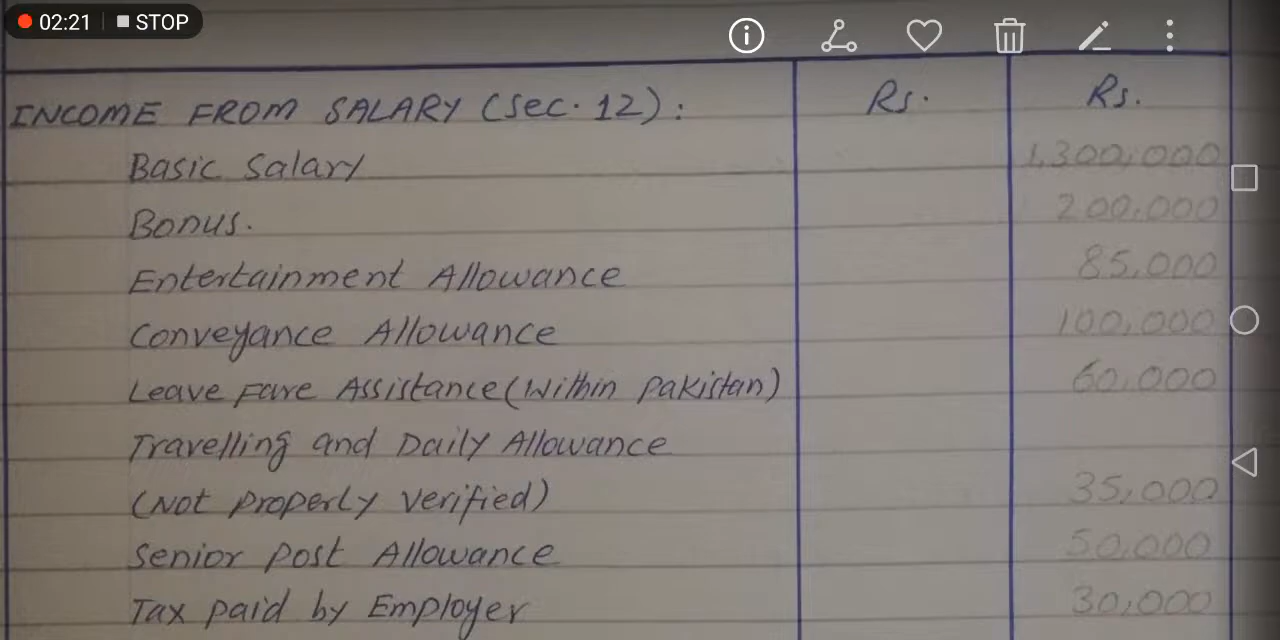 02:21 STOP
INCOME FROM SALARY (Sec. 12): Rs. Rs.
Basic Salary 1,300,000
Bonus. 200,000
Entertainment Allowance 85,000
Conveyance Allowance 100,000
Leave Fare Assistance (Within Pakistan) 60,000
Travelling and Daily Allowance
(Not Properly Verified) 35,000
Senior Post Allowance 50,000
Tax paid by Employer 30,000